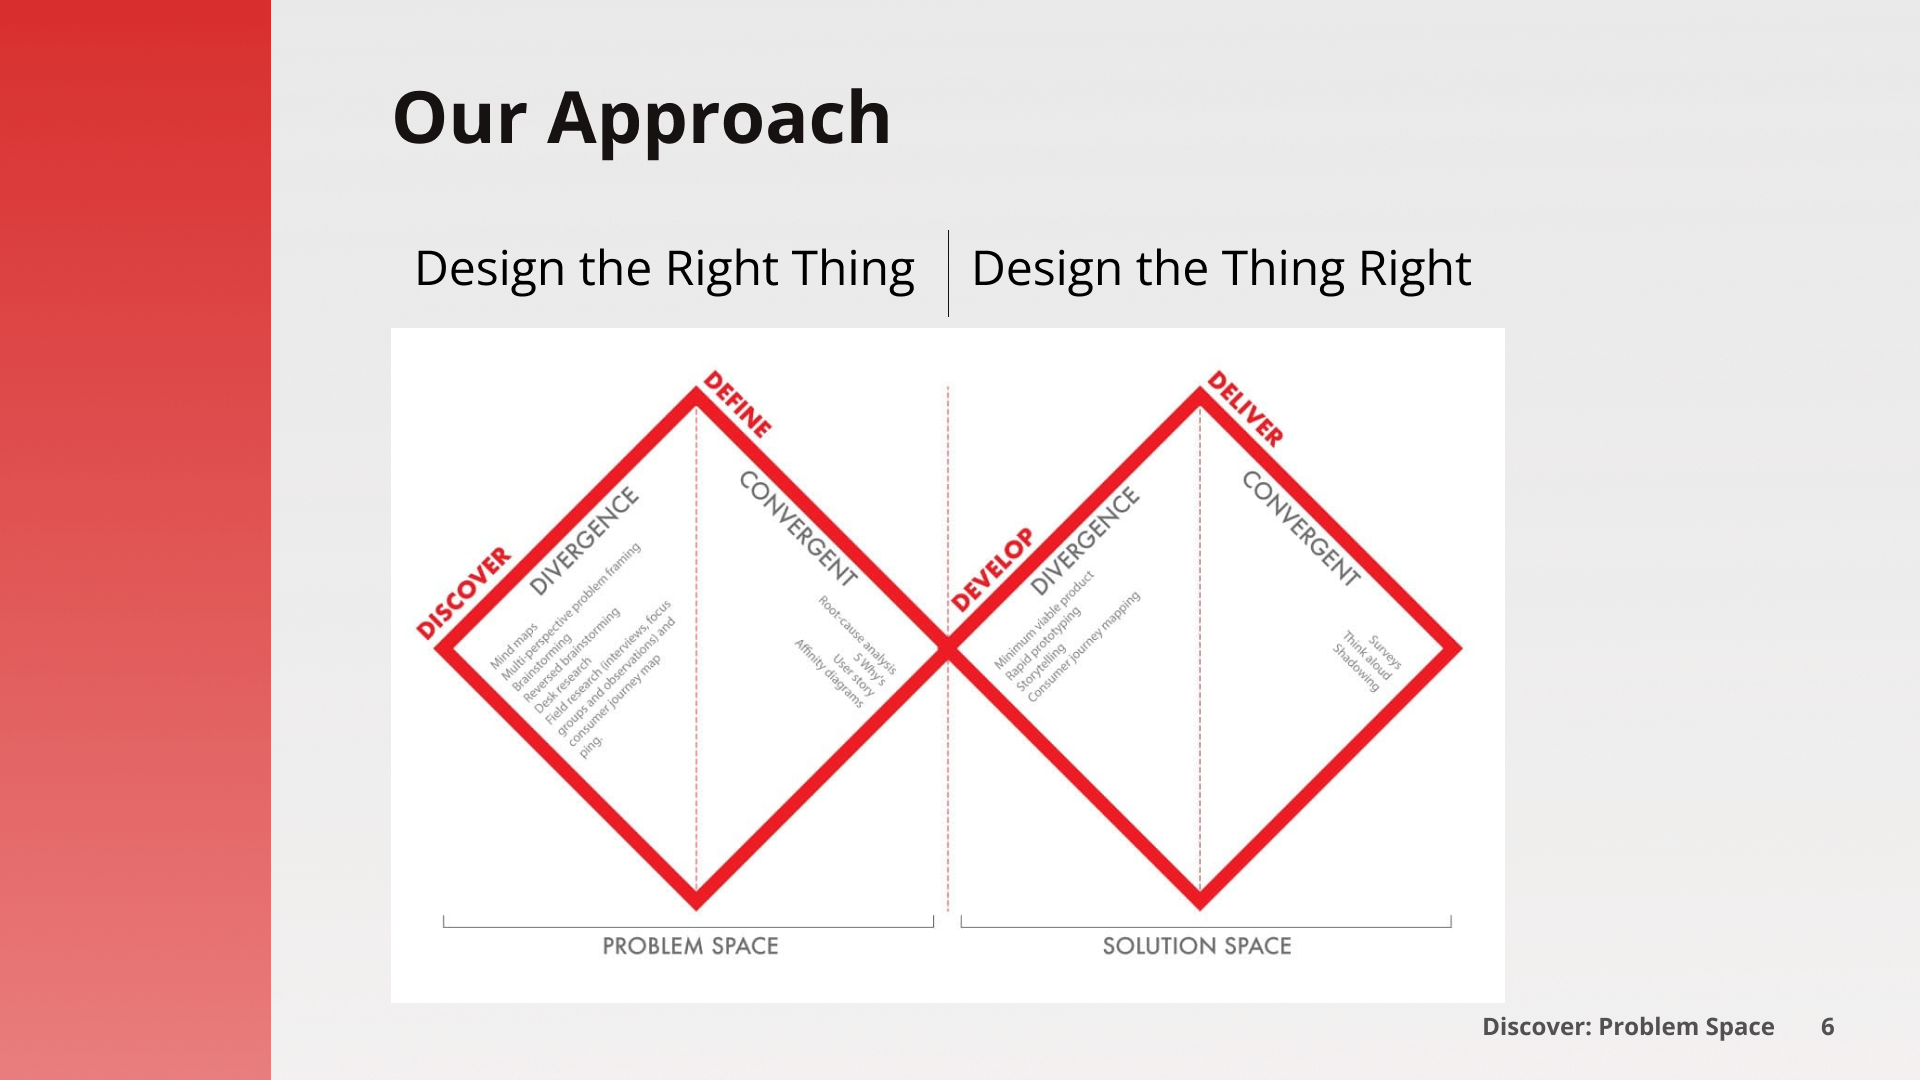 Our Approach
Design the Right Thing
Design the Thing Right
DISCOVER
DIVERGENCE
Mind maps
Multi-perspective problem framing
Brainstorming
Reversed brainstorming
Desk research
Field research (interviews, focus
groups and observations) and
consumer journey map
ping.
DEFINE
CONVERGENT
Root-cause analysis
5 Why's
User story
Affinity diagrams
DEVELOP
DIVERGENCE
Minimum viable product
Rapid prototyping
Storytelling
Consumer journey mapping
DELIVER
CONVERGENT
Surveys
Think aloud
Shadowing
PROBLEM SPACE
SOLUTION SPACE
Discover: Problem Space 6